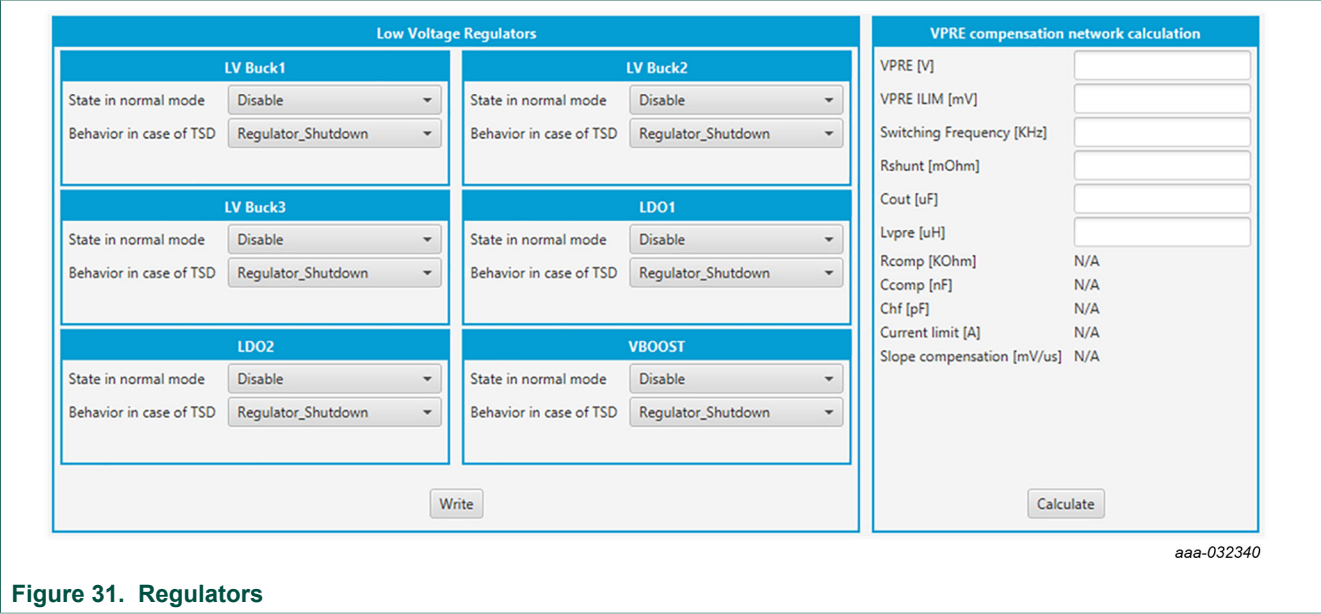 Low Voltage Regulators
LV Buck1
State in normal mode Disable
Behavior in case of TSD Regulator_Shutdown
LV Buck2
State in normal mode Disable
Behavior in case of TSD Regulator_Shutdown
LV Buck3
State in normal mode Disable
Behavior in case of TSD Regulator_Shutdown
LDO1
State in normal mode Disable
Behavior in case of TSD Regulator_Shutdown
LDO2
State in normal mode Disable
Behavior in case of TSD Regulator_Shutdown
VBOOST
State in normal mode Disable
Behavior in case of TSD Regulator_Shutdown
Write
VPRE compensation network calculation
VPRE [V]
VPRE ILIM [mV]
Switching Frequency [KHz]
Rshunt [mOhm]
Cout [uF]
Lvpre [uH]
Rcomp [KOhm] N/A
Ccomp [nF] N/A
Chf [pF] N/A
Current limit [A] N/A
Slope compensation [mV/us] N/A
Calculate
aaa-032340
Figure 31. Regulators